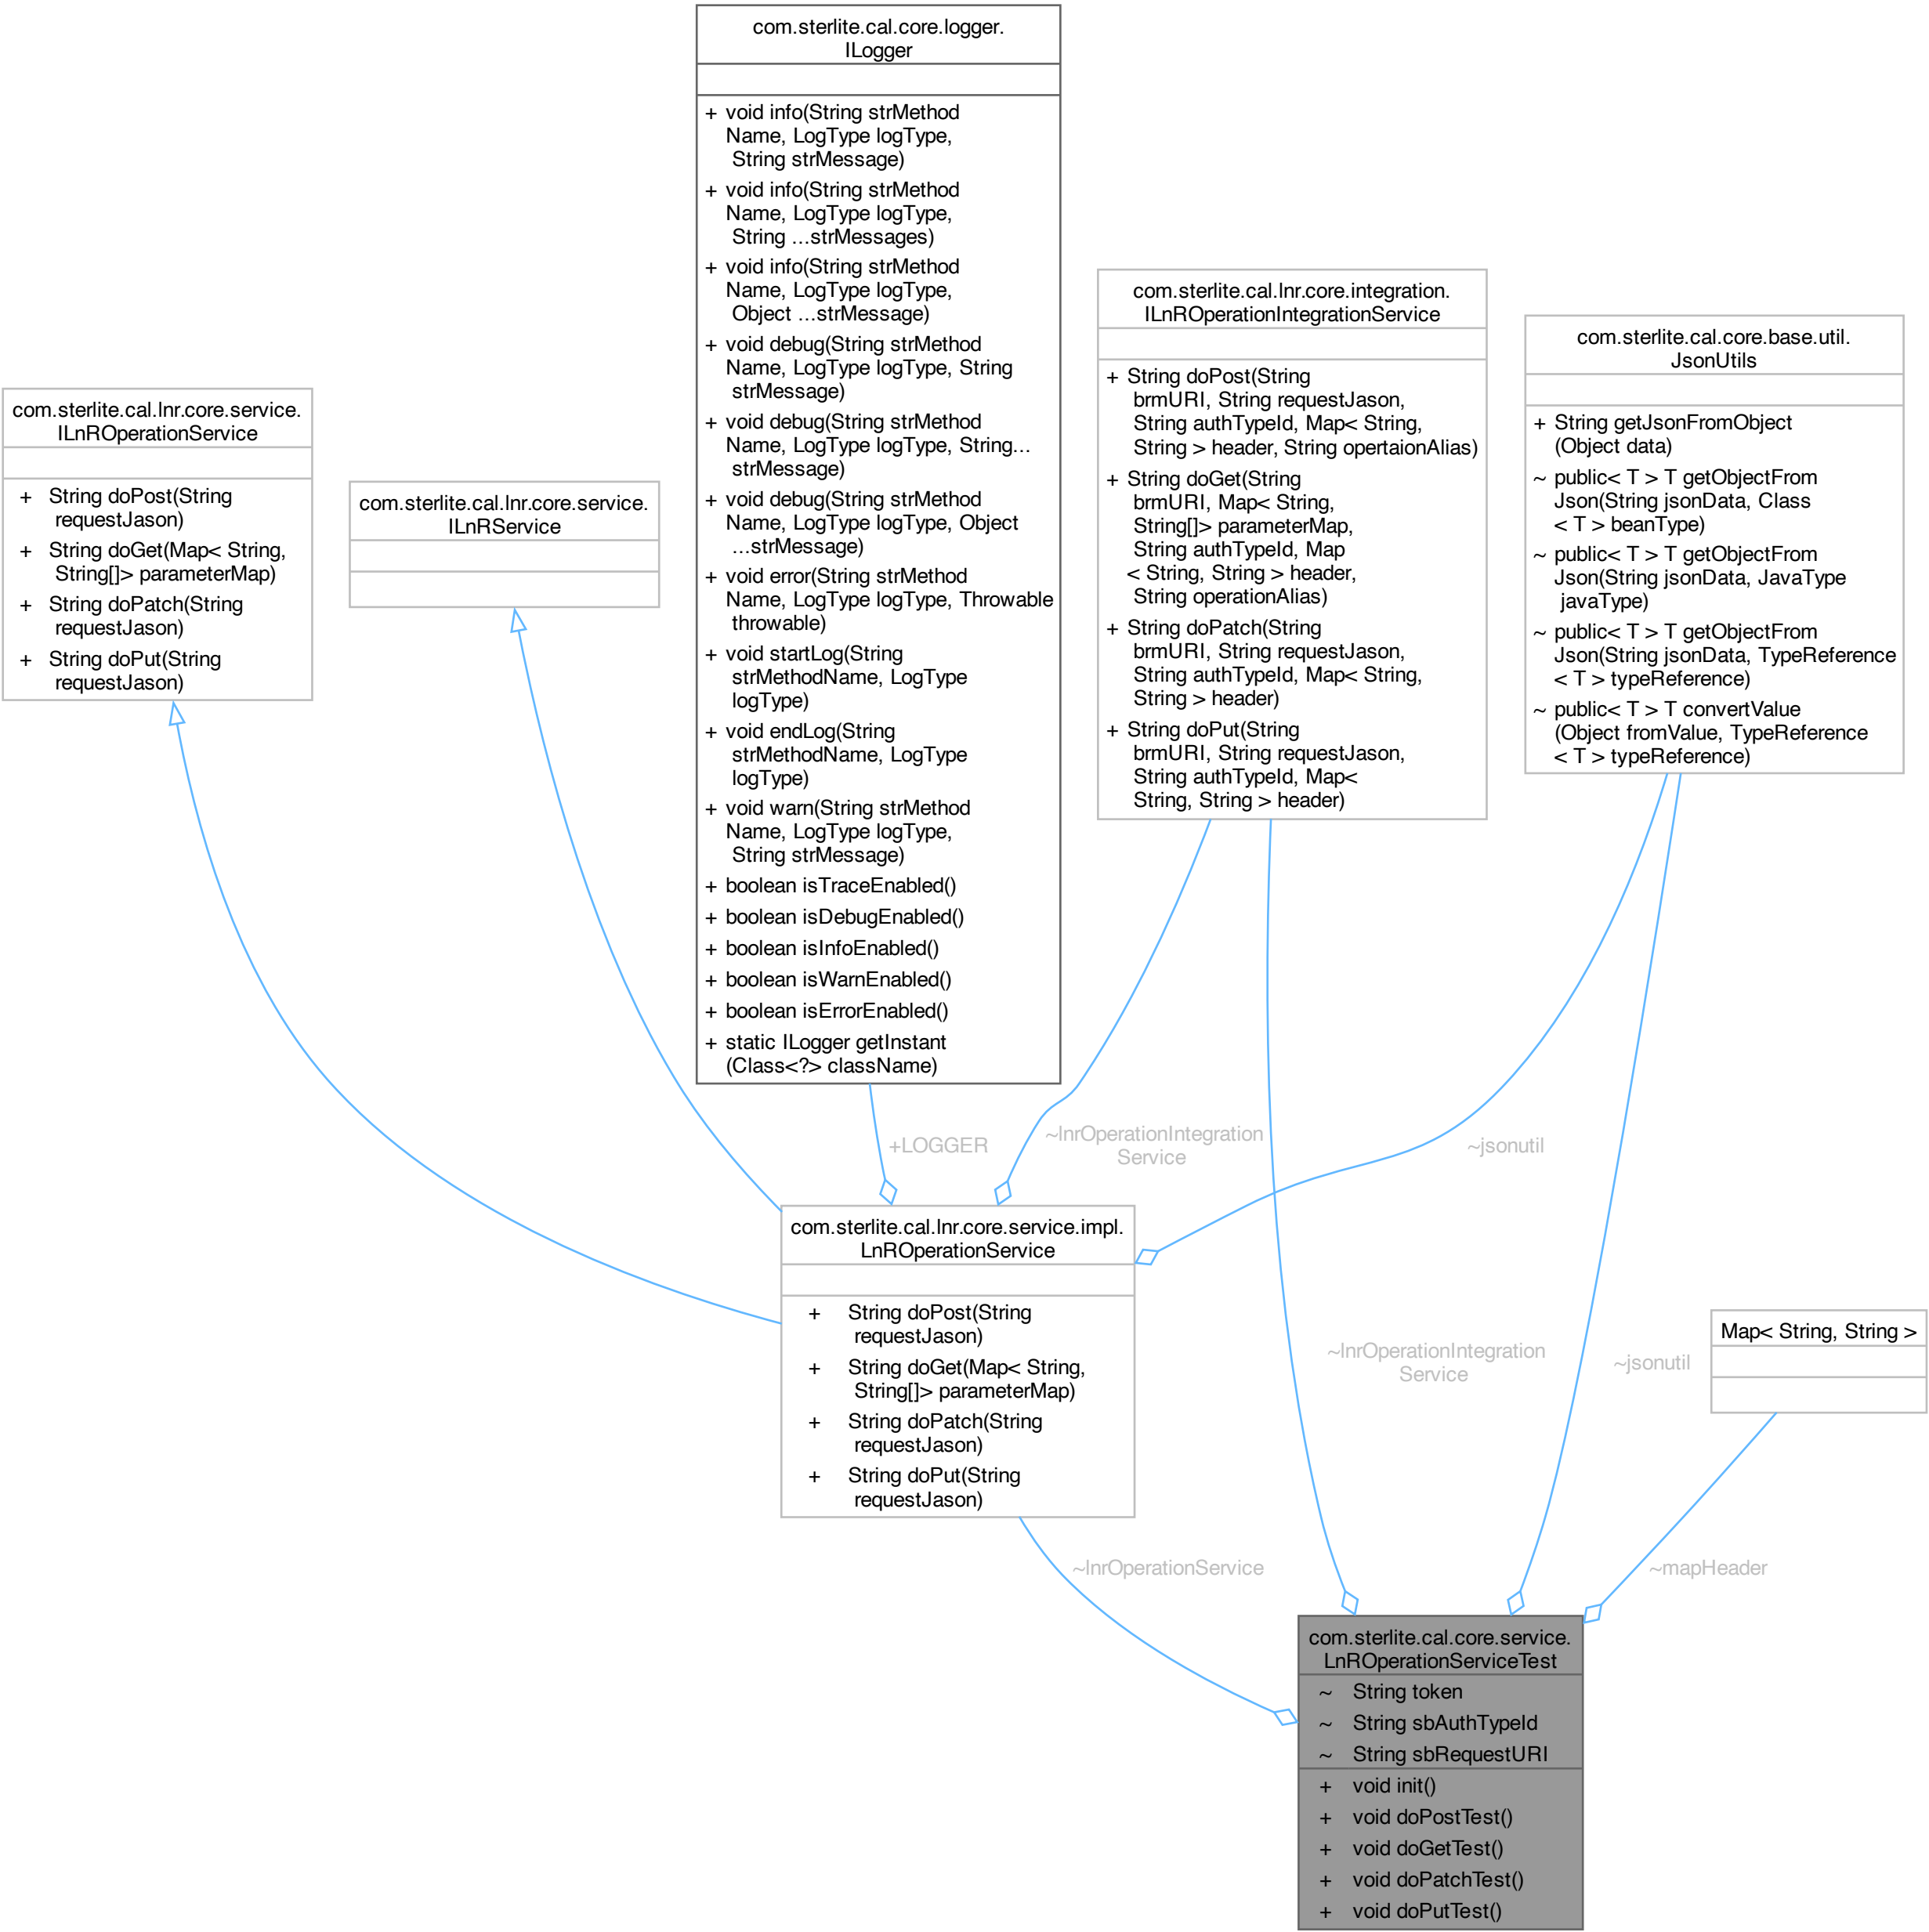 com.sterlite.cal.core.logger.
ILogger
+ void info(String strMethod
Name, LogType logType,
String strMessage)
+ void info(String strMethod
Name, LogType logType,
String ...strMessages)
+ void info(String strMethod
Name, LogType logType,
Object ...strMessage)
+ void debug(String strMethod
Name, LogType logType, String
strMessage)
+ void debug(String strMethod
Name, LogType logType, String...
strMessage)
+ void debug(String strMethod
Name, LogType logType, Object
...strMessage)
+ void error(String strMethod
Name, LogType logType, Throwable
throwable)
+ void startLog(String
strMethodName, LogType
logType)
+ void endLog(String
strMethodName, LogType
logType)
+ void warn(String strMethod
Name, LogType logType,
String strMessage)
+ boolean isTraceEnabled()
+ boolean isDebugEnabled()
+ boolean isInfoEnabled()
+ boolean isWarnEnabled()
+ boolean isErrorEnabled()
+ static ILogger getInstant
(Class<?> className)
com.sterlite.cal.lnr.core.integration.
ILnROperationIntegrationService
+ String doPost(String
brmURI, String requestJason,
String authTypeId, Map< String,
String > header, String opertaionAlias)
+ String doGet(String
brmURI, Map< String,
String[]> parameterMap,
String authTypeId, Map
< String, String > header,
String operationAlias)
+ String doPatch(String
brmURI, String requestJason,
String authTypeId, Map< String,
String > header)
+ String doPut(String
brmURI, String requestJason,
String authTypeId, Map<
String, String > header)
com.sterlite.cal.core.base.util.
JsonUtils
+ String getJsonFromObject
(Object data)
~ public< T > T getObjectFrom
Json(String jsonData, Class
< T > beanType)
~ public< T > T getObjectFrom
Json(String jsonData, JavaType
javaType)
~ public< T > T getObjectFrom
Json(String jsonData, TypeReference
< T > typeReference)
~ public< T > T convertValue
(Object fromValue, TypeReference
< T > typeReference)
com.sterlite.cal.lnr.core.service.
ILnROperationService
+ String doPost(String
requestJason)
+ String doGet(Map< String,
String[]> parameterMap)
+ String doPatch(String
requestJason)
+ String doPut(String
requestJason)
com.sterlite.cal.lnr.core.service.
ILnRService
+LOGGER
~lnrOperationIntegration
Service
~jsonutil
com.sterlite.cal.lnr.core.service.impl.
LnROperationService
+ String doPost(String
requestJason)
+ String doGet(Map< String,
String[]> parameterMap)
+ String doPatch(String
requestJason)
+ String doPut(String
requestJason)
~lnrOperationIntegration
Service
~jsonutil
Map< String, String >
~lnrOperationService
~mapHeader
com.sterlite.cal.core.service.
LnROperationServiceTest
~ String token
~ String sbAuthTypeId
~ String sbRequestURI
+ void init()
+ void doPostTest()
+ void doGetTest()
+ void doPatchTest()
+ void doPutTest()